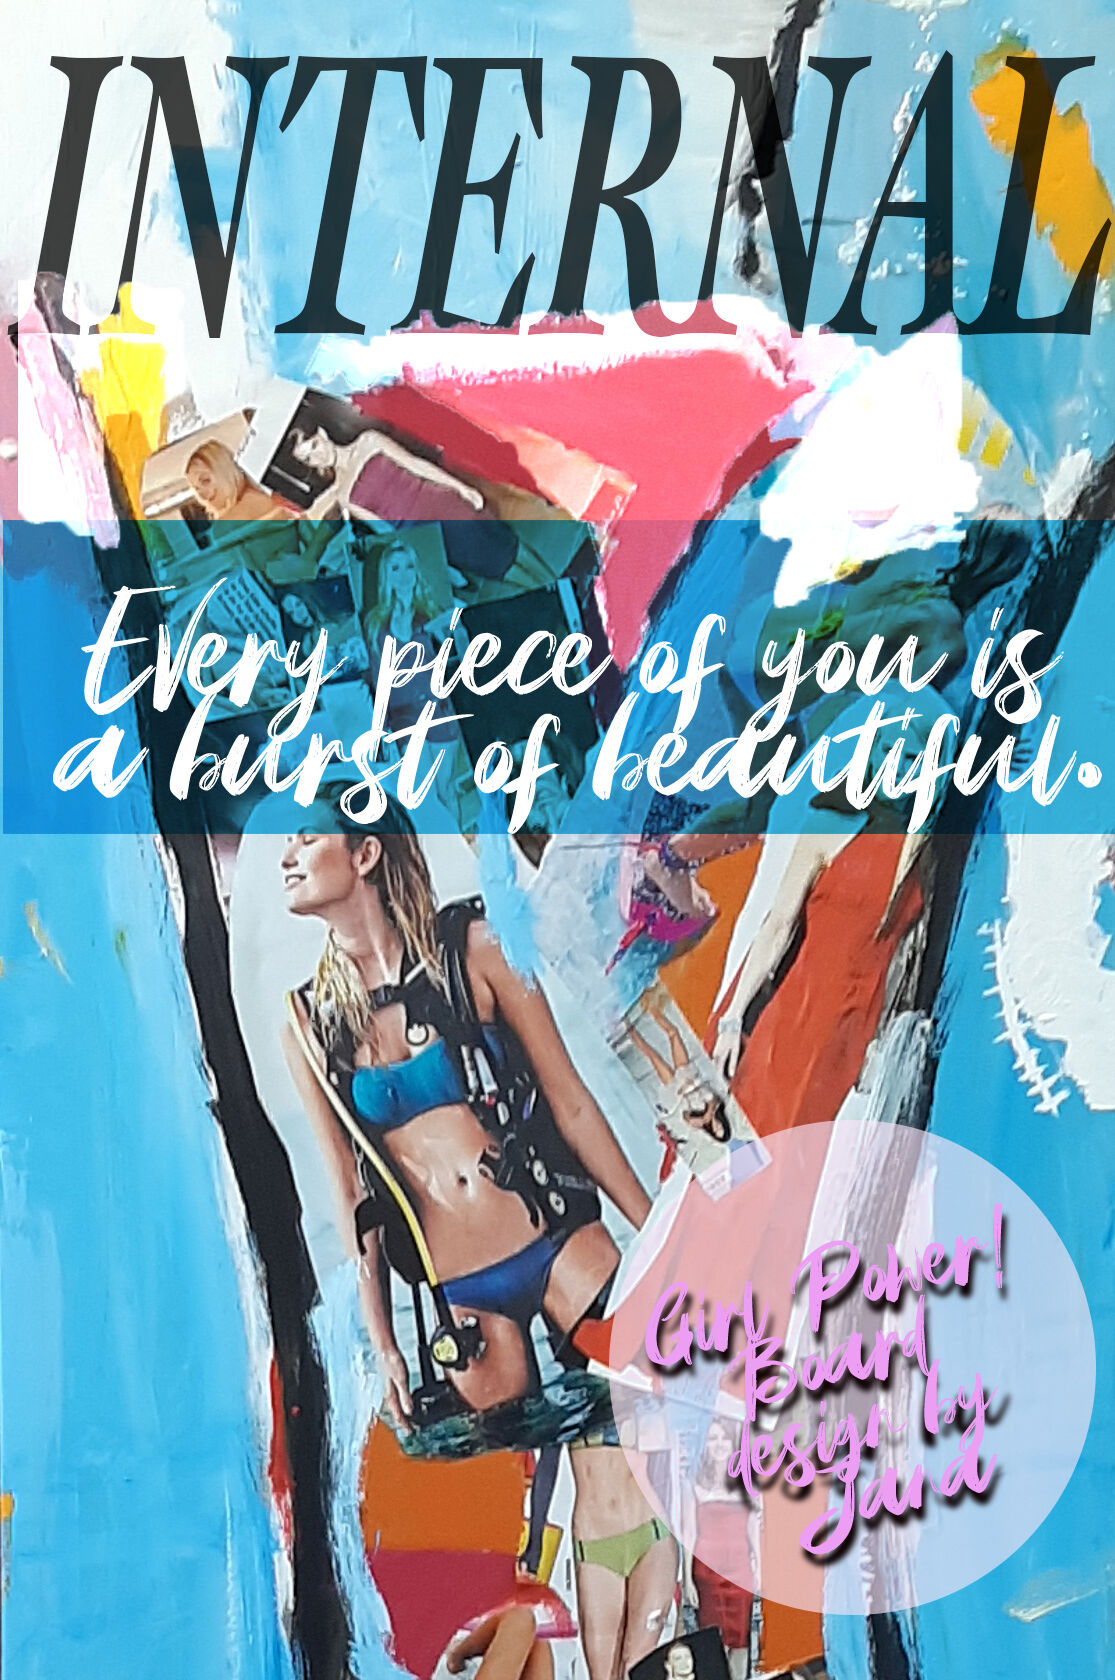 INTERNAL
Every piece of you is
a burst of beautiful.
Girl Power!
Board
design by
Jana